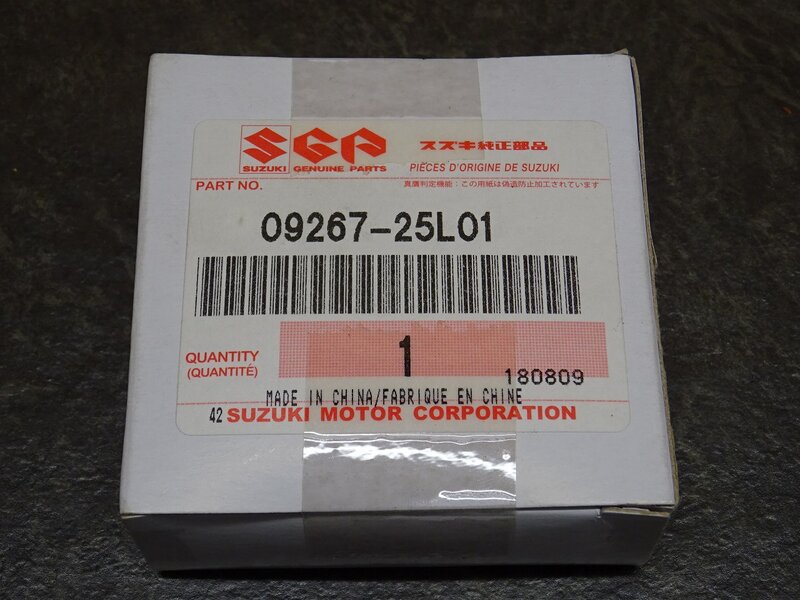 SGP スズキ純正部品
SUZUKI GENUINE PARTS PIÈCES D'ORIGINE DE SUZUKI
PART NO. 真贋判定機能：この用紙は偽造防止加工されています
09267-25L01
QUANTITY 1
(QUANTITÉ) 180809
MADE IN CHINA/FABRIQUE EN CHINE
42 SUZUKI MOTOR CORPORATION